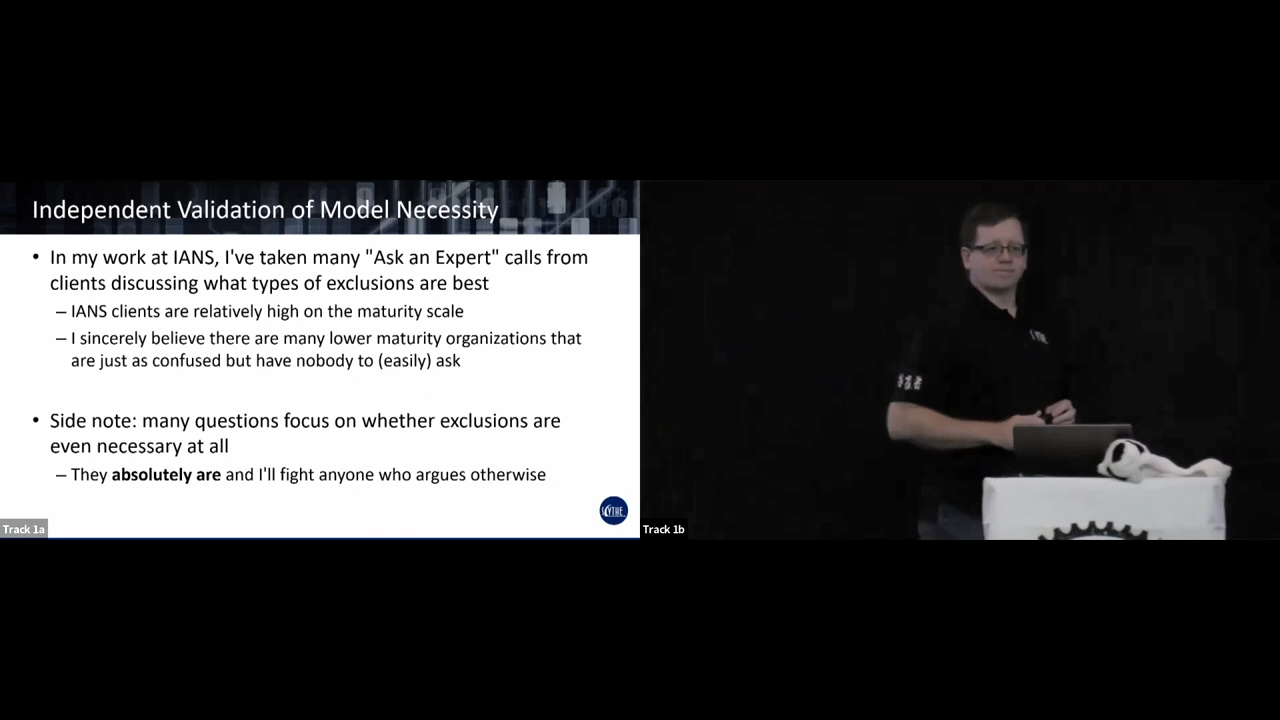 Independent Validation of Model Necessity
• In my work at IANS, I've taken many "Ask an Expert" calls from
clients discussing what types of exclusions are best
– IANS clients are relatively high on the maturity scale
– I sincerely believe there are many lower maturity organizations that
are just as confused but have nobody to (easily) ask
• Side note: many questions focus on whether exclusions are
even necessary at all
– They absolutely are and I'll fight anyone who argues otherwise
SCYTHE
Track 1a
Track 1b